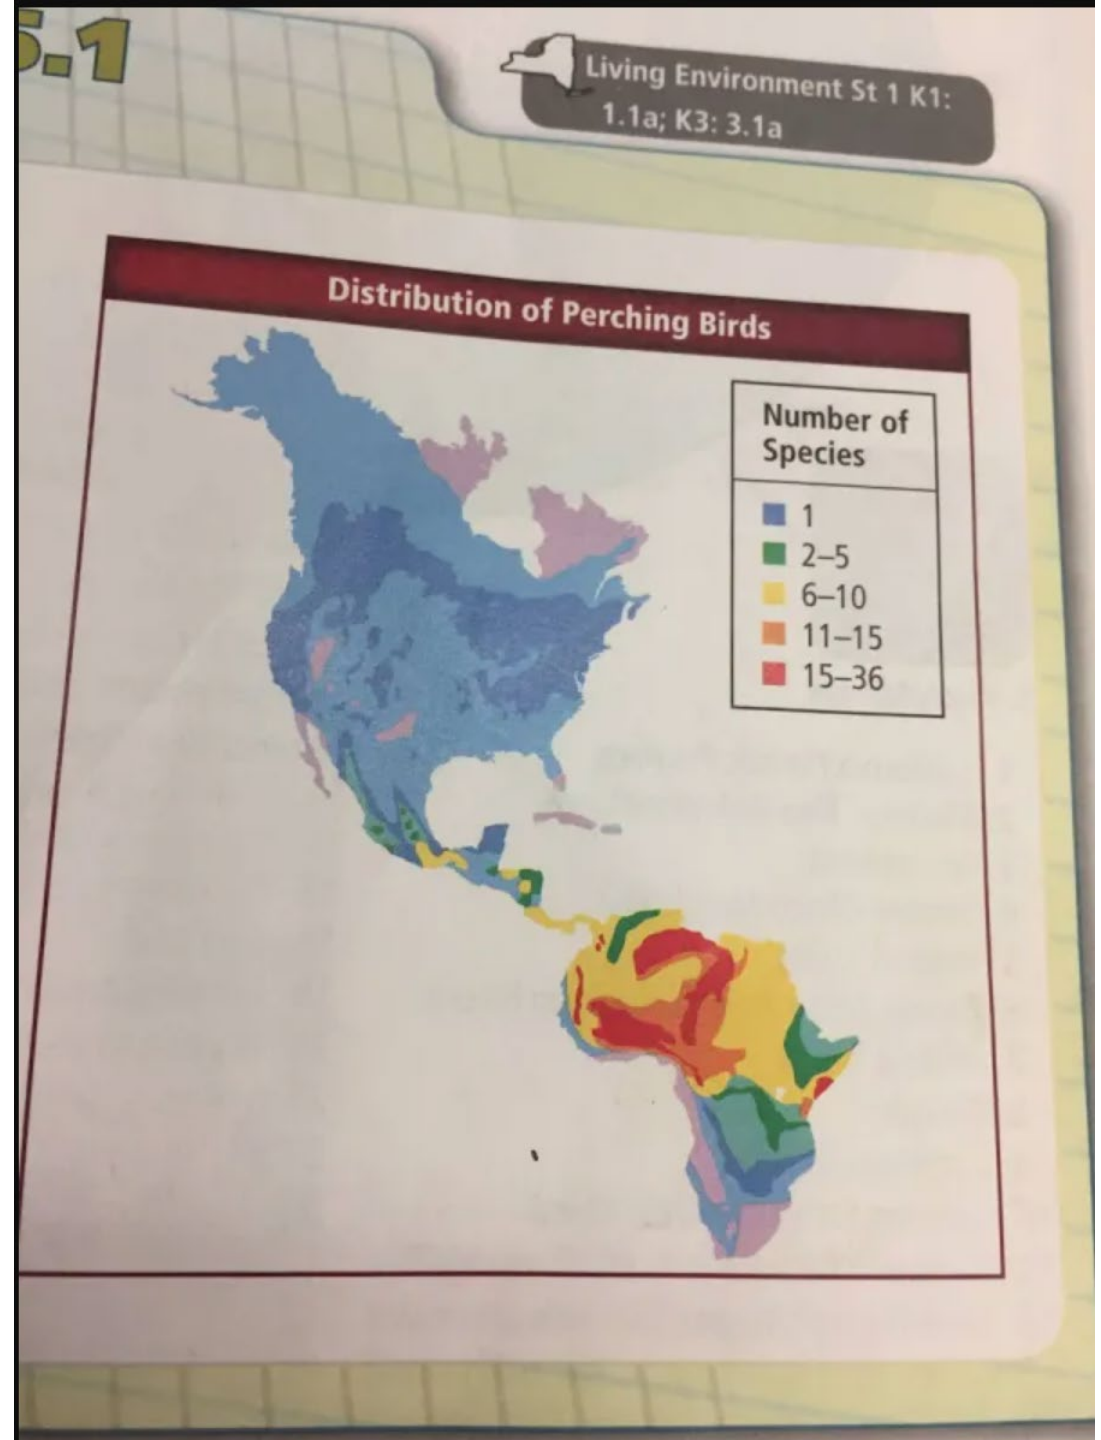 5.1
Living Environment St 1 K1:
1.1a; K3: 3.1a
Distribution of Perching Birds
Number of
Species
1
2–5
6–10
11–15
15–36